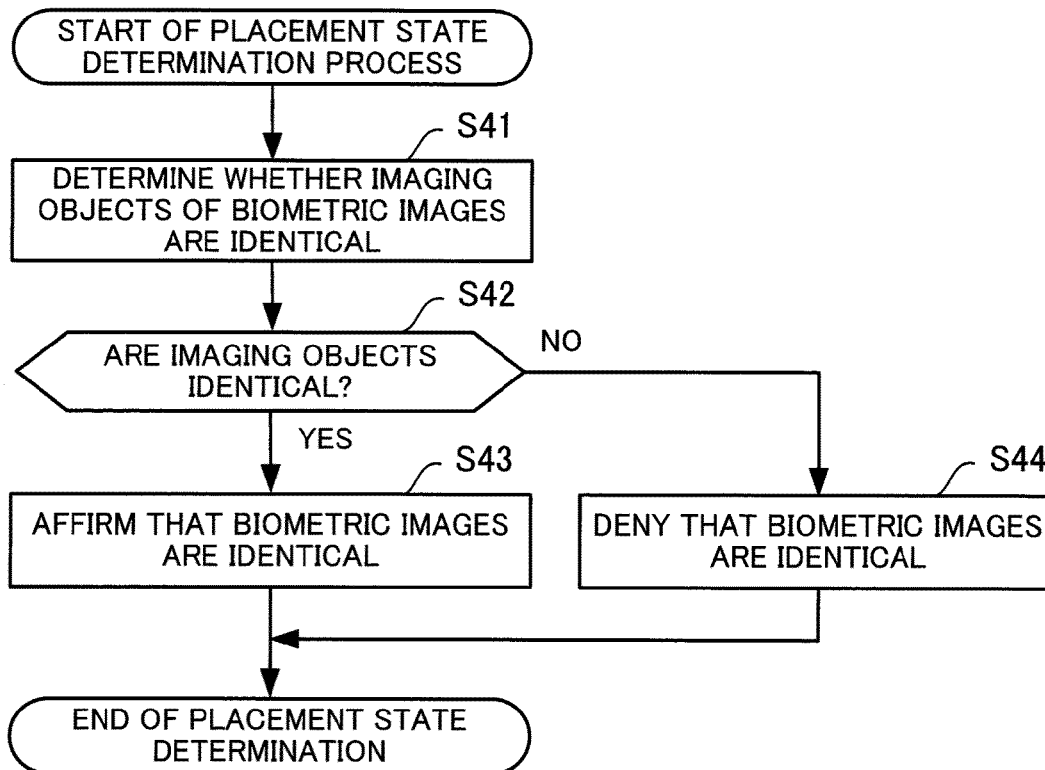 START OF PLACEMENT STATE
DETERMINATION PROCESS
S41
DETERMINE WHETHER IMAGING
OBJECTS OF BIOMETRIC IMAGES
ARE IDENTICAL
S42
ARE IMAGING OBJECTS
IDENTICAL?
NO
YES
S43
AFFIRM THAT BIOMETRIC IMAGES
ARE IDENTICAL
S44
DENY THAT BIOMETRIC IMAGES
ARE IDENTICAL
END OF PLACEMENT STATE
DETERMINATION